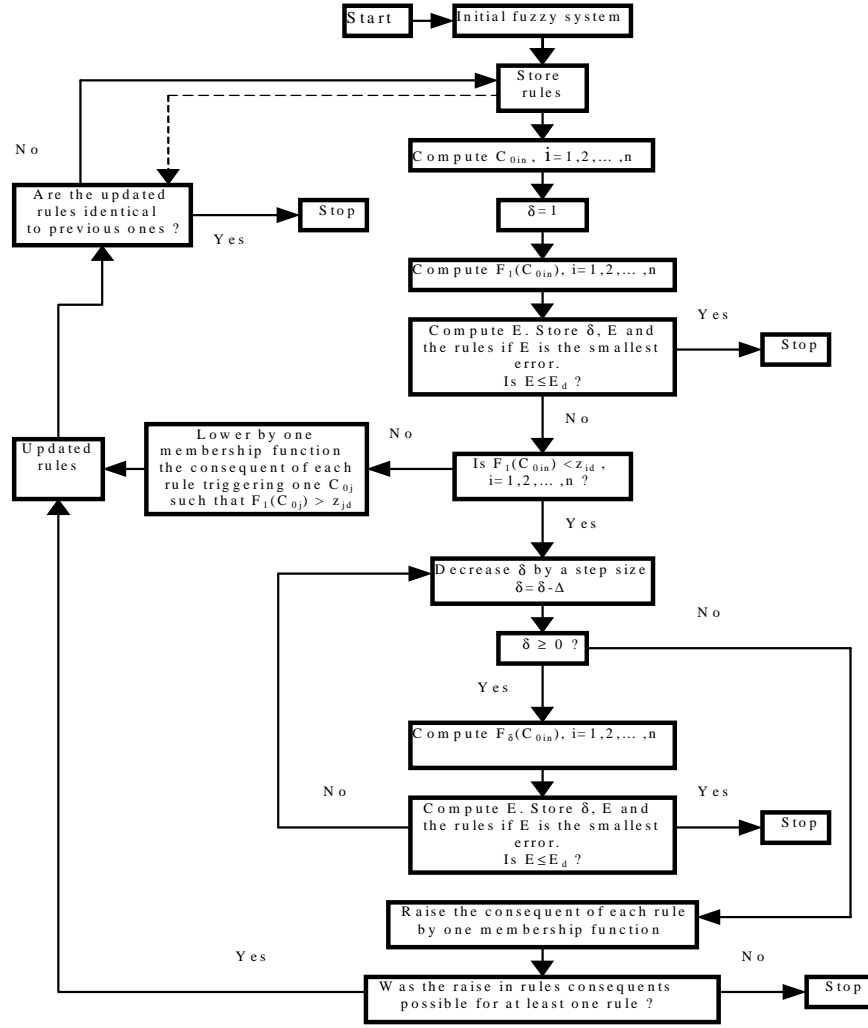 Start
Initial fuzzy system
Store
rules
No
Compute C₀ᵢₙ, i=1,2,...,n
Are the updated
rules identical
to previous ones ?
Stop
Yes
δ=1
Compute F₁(C₀ᵢₙ), i=1,2,...,n
Compute E. Store δ, E and
the rules if E is the smallest
error.
Is E≤E_d ?
Yes
Stop
No
Updated
rules
Lower by one
membership function
the consequent of each
rule triggering one C₀ⱼ
such that F₁(C₀ⱼ) > z_jd
No
Is F₁(C₀ᵢₙ) <z_id ,
i=1,2,...,n ?
Yes
Decrease δ by a step size
δ=δ-Δ
No
δ ≥ 0 ?
Yes
Compute F_δ(C₀ᵢₙ), i=1,2,...,n
No
Compute E. Store δ, E and
the rules if E is the smallest
error.
Is E≤E_d ?
Yes
Stop
Raise the consequent of each rule
by one membership function
Yes
No
Was the raise in rules consequents
possible for at least one rule ?
Stop